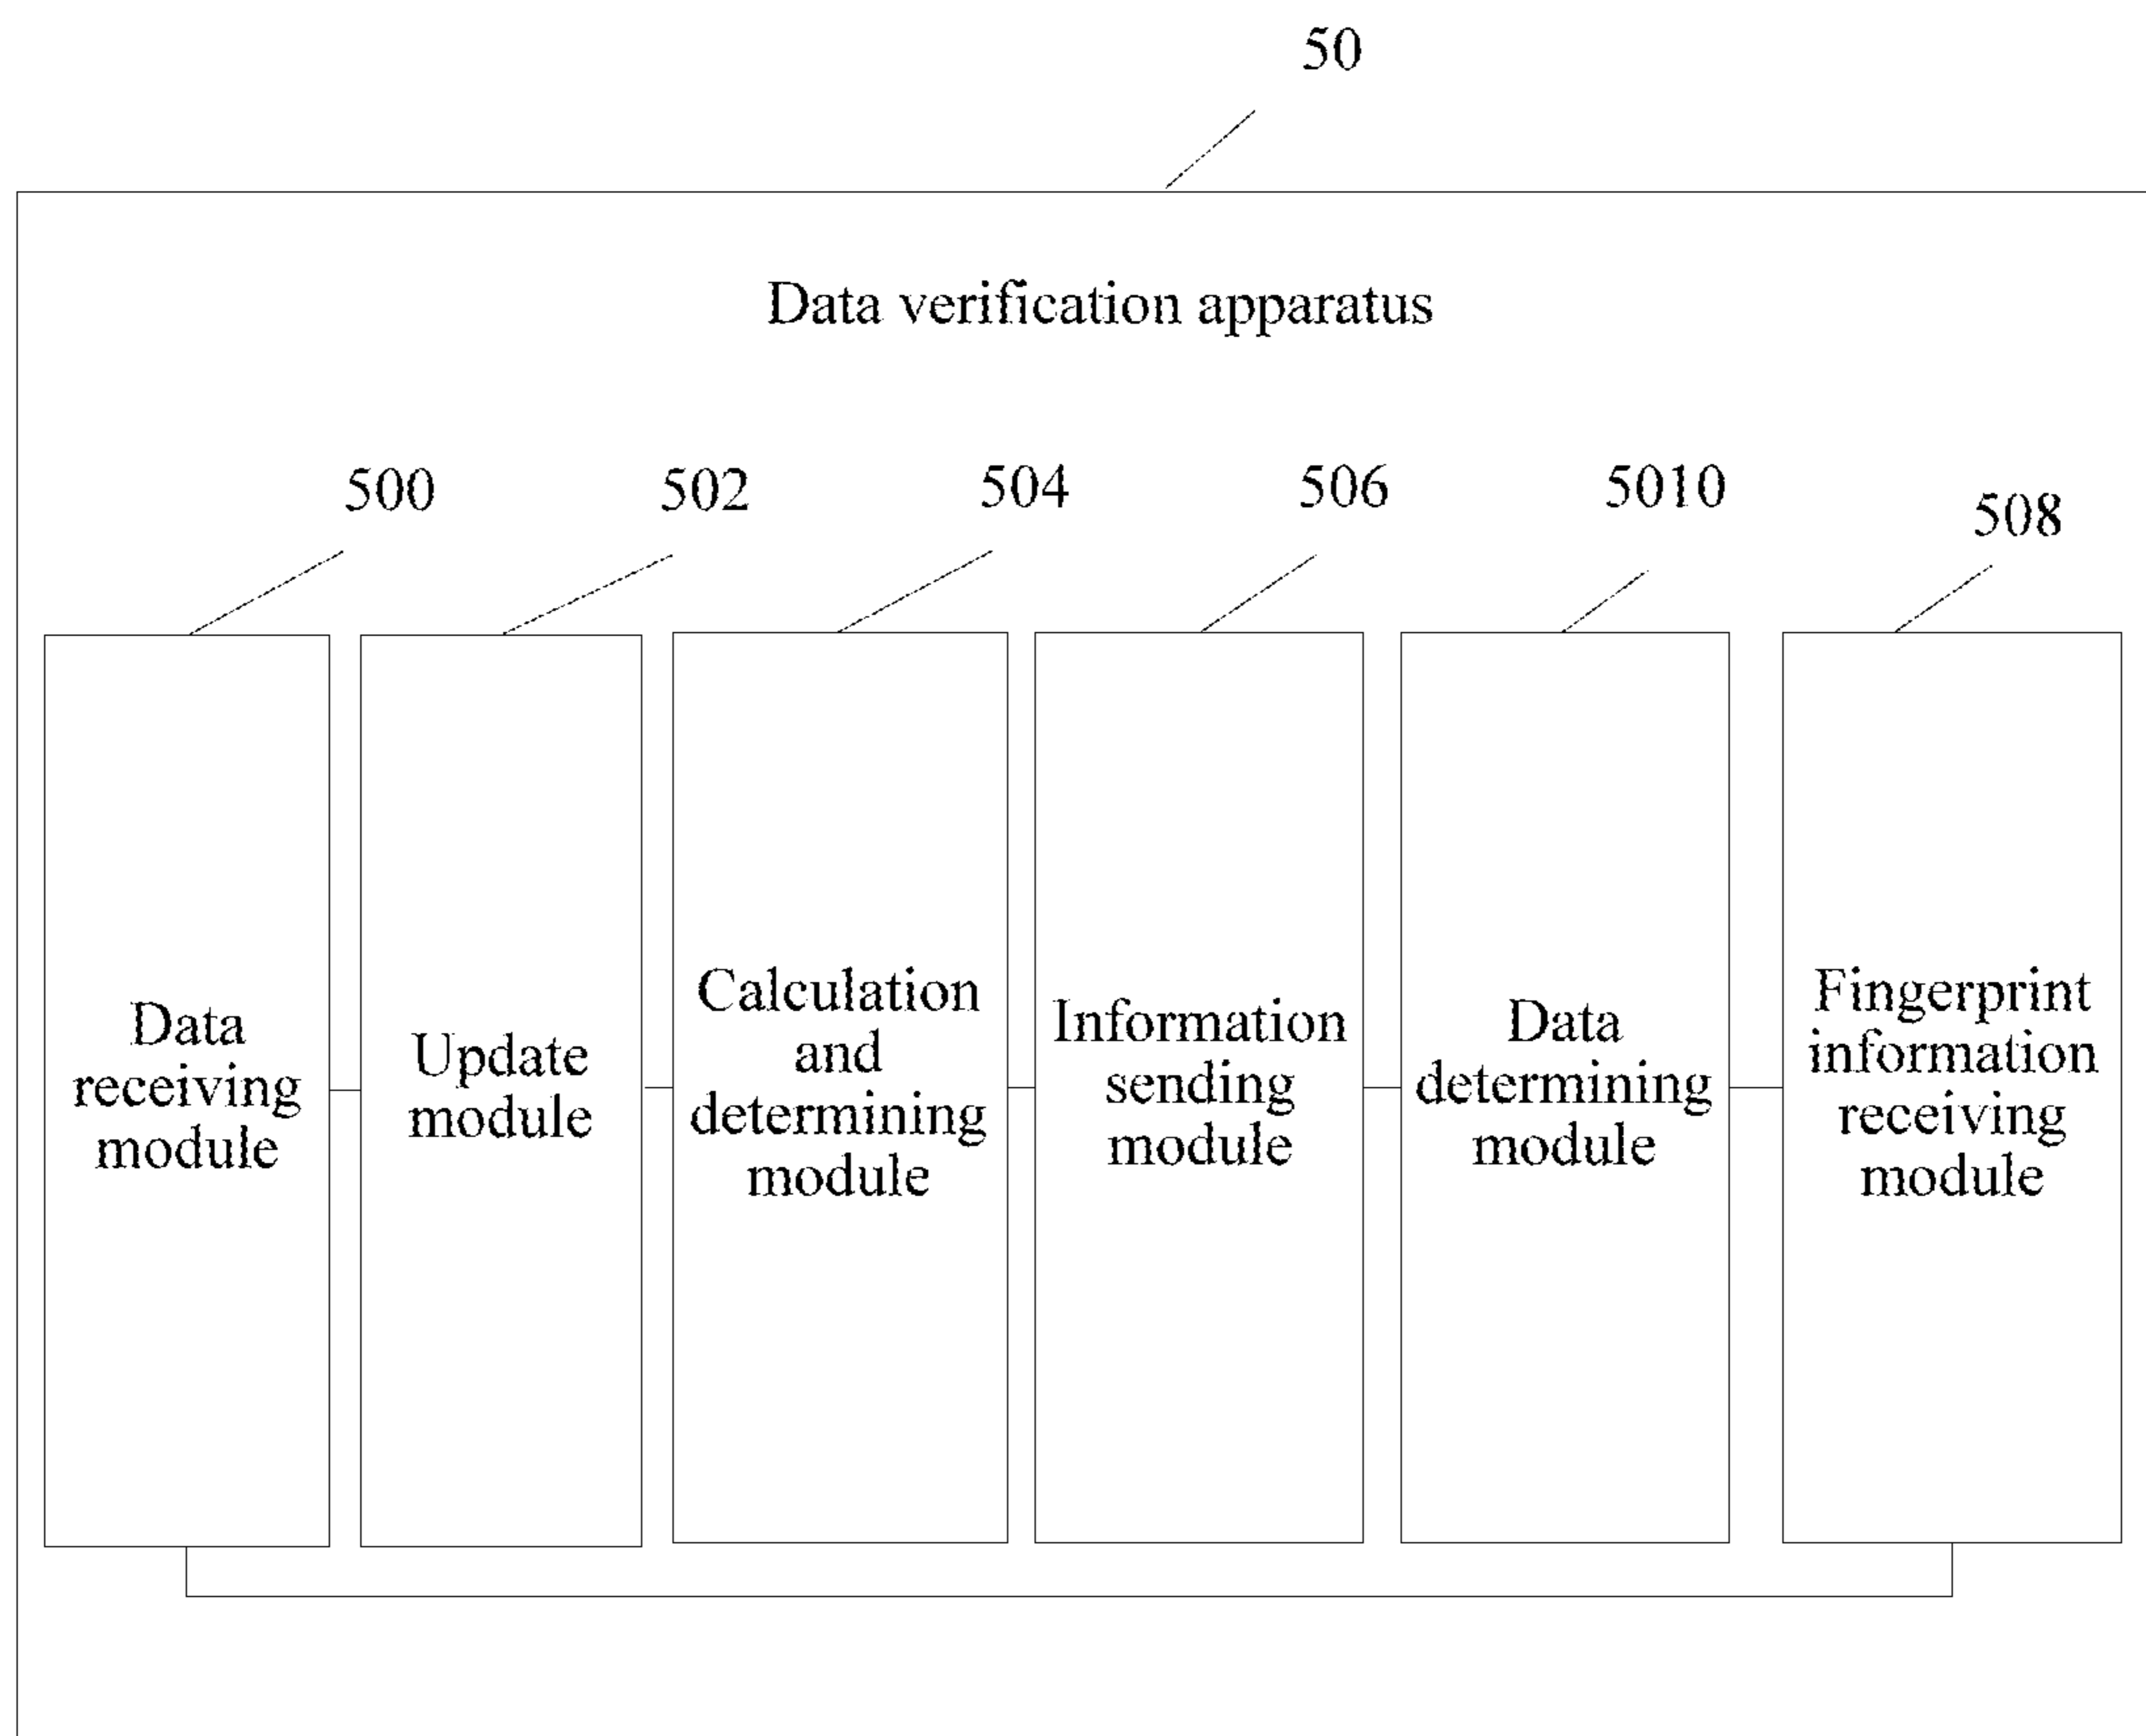 50
Data verification apparatus
500
502
504
506
5010
508
Data
receiving
module
Update
module
Calculation
and
determining
module
Information
sending
module
Data
determining
module
Fingerprint
information
receiving
module